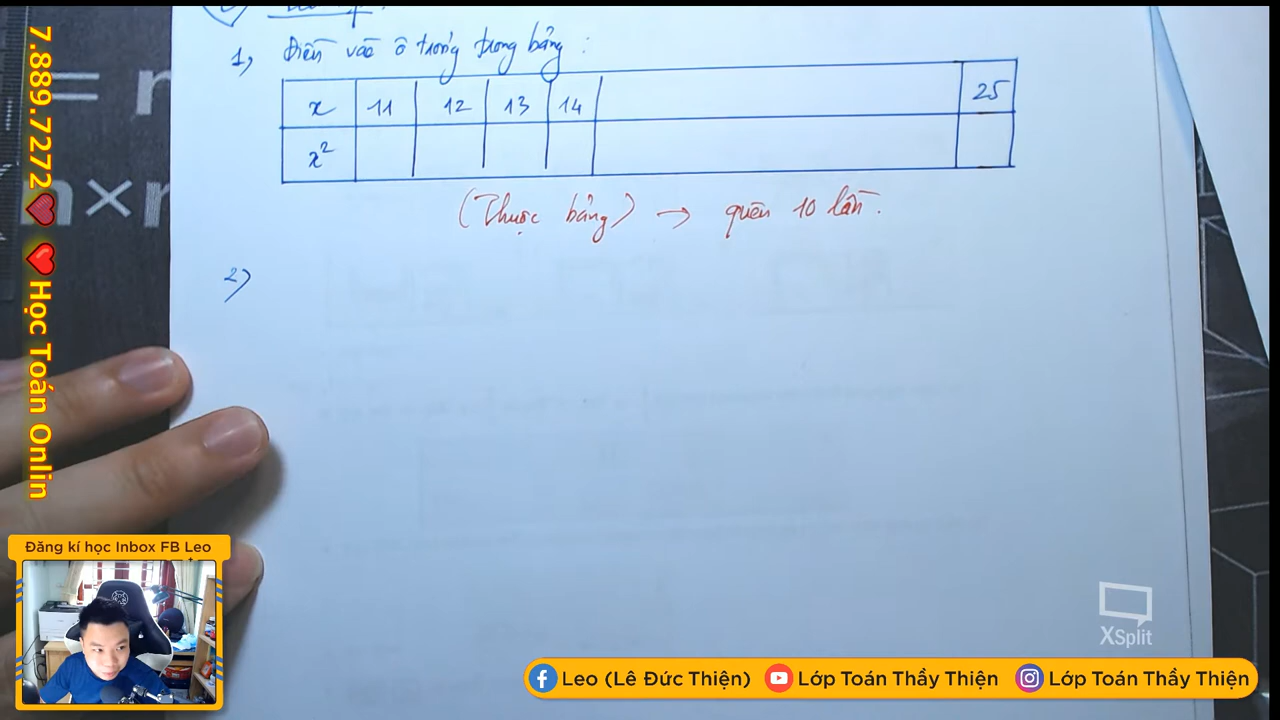 1) Điền vào ô trống trong bảng :
x 11 12 13 14 25
x²
(Thuộc bảng) → quên 10 lần.
2)
7.889.7272 ❤ ❤ Học Toán Onlin
Đăng kí học Inbox FB Leo
XSplit
Leo (Lê Đức Thiện) Lớp Toán Thầy Thiện Lớp Toán Thầy Thiện